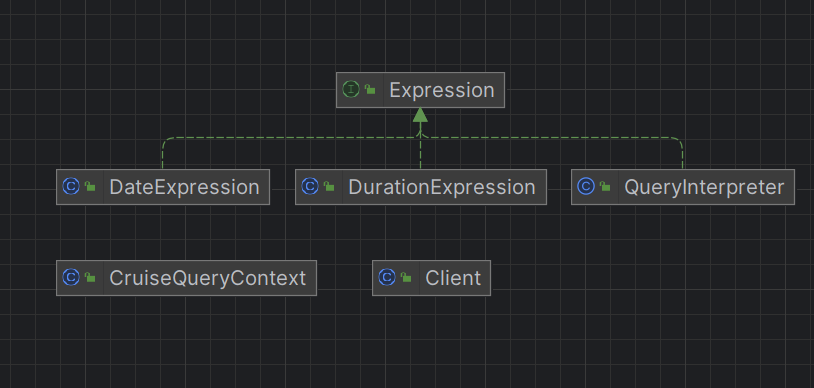 I Expression
C DateExpression
C DurationExpression
C QueryInterpreter
C CruiseQueryContext
C Client